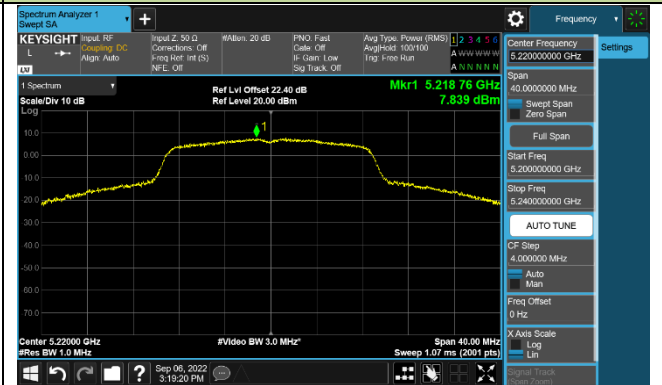 Spectrum Analyzer 1
Swept SA
+
Frequency
KEYSIGHT
L
LXI
Input: RF
Coupling: DC
Align: Auto
Input Z: 50 Ω
Corrections: Off
Freq Ref: Int (S)
NFE: Off
#Atten: 20 dB
PNO: Fast
Gate: Off
IF Gain: Low
Sig Track: Off
Avg Type: Power (RMS)
Avg|Hold: 100/100
Trig: Free Run
1 2 3 4 5 6
A W W W W W
A N N N N N
Center Frequency
5.220000000 GHz
Settings
Span
40.0000000 MHz
Swept Span
Zero Span
Full Span
Start Freq
5.200000000 GHz
Stop Freq
5.240000000 GHz
AUTO TUNE
CF Step
4.000000 MHz
Auto
Man
Freq Offset
0 Hz
X Axis Scale
Log
Lin
Signal Track
(Span Zoom)
1 Spectrum
Scale/Div 10 dB
Log
Ref Lvl Offset 22.40 dB
Ref Level 20.00 dBm
Mkr1 5.218 76 GHz
7.839 dBm
1
10.0
0.00
-10.0
-20.0
-30.0
-40.0
-50.0
-60.0
-70.0
Center 5.22000 GHz
#Res BW 1.0 MHz
#Video BW 3.0 MHz*
Span 40.00 MHz
Sweep 1.07 ms (2001 pts)
?
Sep 06, 2022
3:19:20 PM